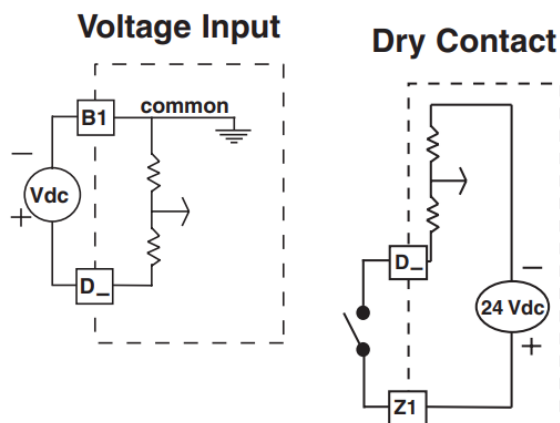 Voltage Input
Dry Contact
B1
common
−
Vdc
+
D_
D_
−
24 Vdc
+
Z1